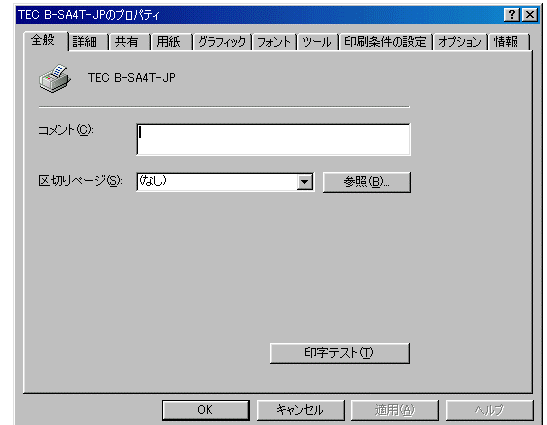 TEC B-SA4T-JPのプロパティ
全般 詳細 共有 用紙 グラフィック フォント ツール 印刷条件の設定 オプション 情報
TEC B-SA4T-JP
コメント(C):
区切りページ(S): (なし) 参照(B)...
印字テスト(T)
OK キャンセル 適用(A) ヘルプ